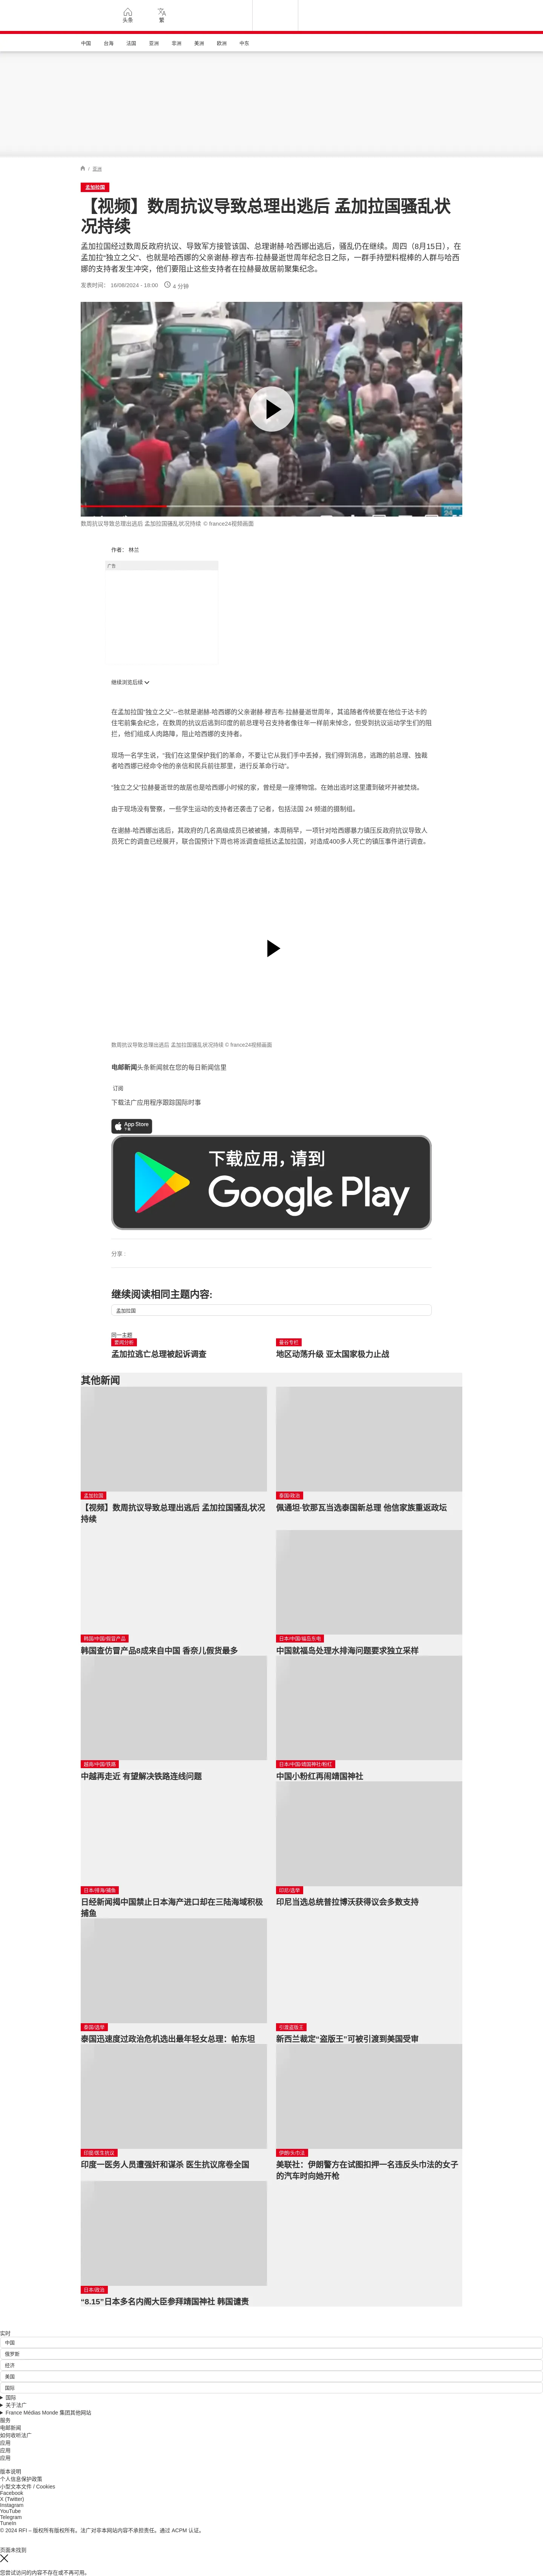 头条
繁
中国 台海 法国 亚洲 非洲 美洲 欧洲 中东
/ 亚洲
孟加拉国
【视频】数周抗议导致总理出逃后 孟加拉国骚乱状
况持续
孟加拉国经过数周反政府抗议、导致军方接管该国、总理谢赫·哈西娜出逃后，骚乱仍在继续。周四（8月15日），在
孟加拉“独立之父”、也就是哈西娜的父亲谢赫·穆吉布·拉赫曼逝世周年纪念日之际，一群手持塑料棍棒的人群与哈西
娜的支持者发生冲突，他们要阻止这些支持者在拉赫曼故居前聚集纪念。
发表时间： 16/08/2024 - 18:00 4 分钟
数周抗议导致总理出逃后 孟加拉国骚乱状况持续 © france24视频画面
作者： 林兰
广告
继续浏览后续
在孟加拉国“独立之父”--也就是谢赫·哈西娜的父亲谢赫·穆吉布·拉赫曼逝世周年，其追随者传统要在他位于达卡的
住宅前集会纪念，在数周的抗议后逃到印度的前总理号召支持者像往年一样前来悼念，但受到抗议运动学生们的阻
拦，他们组成人肉路障，阻止哈西娜的支持者。
现场一名学生说，“我们在这里保护我们的革命，不要让它从我们手中丢掉，我们得到消息，逃跑的前总理、独裁
者哈西娜已经命令他的亲信和民兵前往那里，进行反革命行动”。
“独立之父”拉赫曼逝世的故居也是哈西娜小时候的家，曾经是一座博物馆。在她出逃时这里遭到破坏并被焚烧。
由于现场没有警察，一些学生运动的支持者还袭击了记者，包括法国 24 频道的摄制组。
在谢赫·哈西娜出逃后，其政府的几名高级成员已被被捕，本周稍早，一项针对哈西娜暴力镇压反政府抗议导致人
员死亡的调查已经展开，联合国预计下周也将派调查组抵达孟加拉国，对造成400多人死亡的镇压事件进行调查。
数周抗议导致总理出逃后 孟加拉国骚乱状况持续 © france24视频画面
电邮新闻头条新闻就在您的每日新闻信里
订阅
下载法广应用程序跟踪国际时事
App Store
下载
下载应用，请到
Google Play
分享 :
继续阅读相同主题内容:
孟加拉国
同一主题
要闻分析
孟加拉逃亡总理被起诉调查
曼谷专栏
地区动荡升级 亚太国家极力止战
其他新闻
孟加拉国
【视频】数周抗议导致总理出逃后 孟加拉国骚乱状况
持续
泰国/政治
佩通坦·钦那瓦当选泰国新总理 他信家族重返政坛
韩国/中国/假冒产品
韩国查仿冒产品8成来自中国 香奈儿假货最多
日本/中国/福岛东电
中国就福岛处理水排海问题要求独立采样
越南/中国/铁路
中越再走近 有望解决铁路连线问题
日本/中国/靖国神社/粉红
中国小粉红再闹靖国神社
日本/排海/捕鱼
日经新闻揭中国禁止日本海产进口却在三陆海域积极
捕鱼
印尼/选举
印尼当选总统普拉博沃获得议会多数支持
泰国/选举
泰国迅速度过政治危机选出最年轻女总理：帕东坦
引渡盗版王
新西兰裁定“盗版王”可被引渡到美国受审
印度/医生抗议
印度一医务人员遭强奸和谋杀 医生抗议席卷全国
伊朗/头巾法
美联社：伊朗警方在试图扣押一名违反头巾法的女子
的汽车时向她开枪
日本/政治
“8.15”日本多名内阁大臣参拜靖国神社 韩国谴责
实时
中国
俄罗斯
经济
美国
国际
国际
关于法广
France Médias Monde 集团其他网站
服务
电邮新闻
如何收听法广
应用
应用
应用
版本说明
个人信息保护政策
小型文本文件 / Cookies
Facebook
X (Twitter)
Instagram
YouTube
Telegram
TuneIn
© 2024 RFI – 版权所有版权所有。法广对非本网站内容不承担责任。通过 ACPM 认证。
页面未找到
您尝试访问的内容不存在或不再可用。